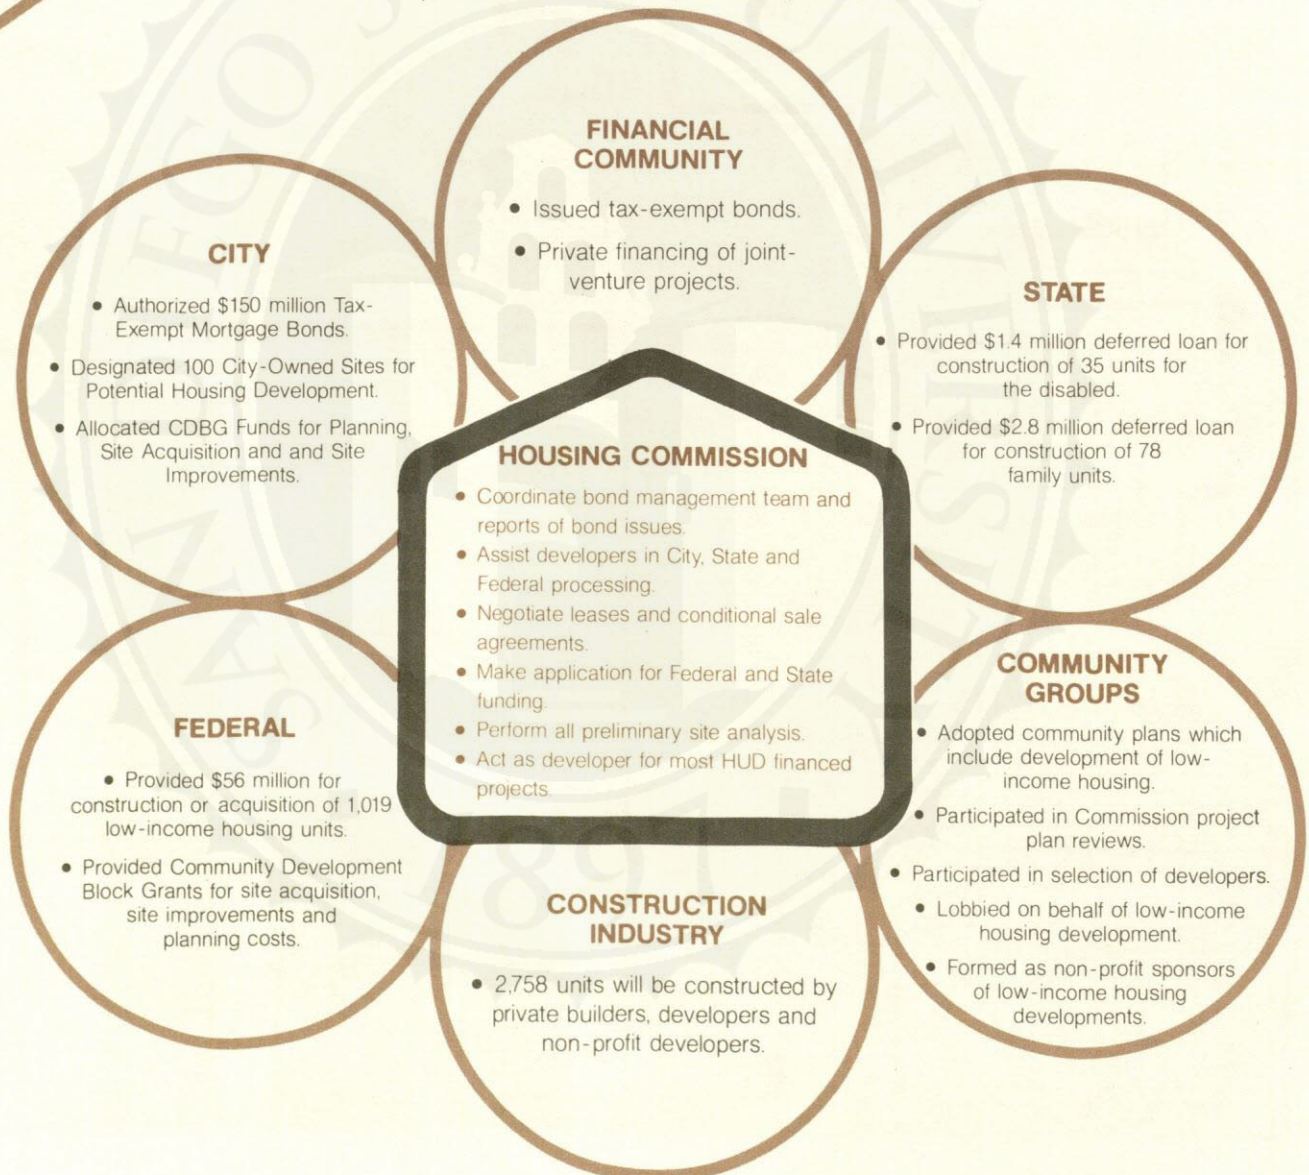 FINANCIAL
COMMUNITY
• Issued tax-exempt bonds.
• Private financing of joint-
venture projects.
CITY
• Authorized $150 million Tax-
Exempt Mortgage Bonds.
• Designated 100 City-Owned Sites for
Potential Housing Development.
• Allocated CDBG Funds for Planning,
Site Acquisition and and Site
Improvements.
STATE
• Provided $1.4 million deferred loan for
construction of 35 units for
the disabled.
• Provided $2.8 million deferred loan
for construction of 78
family units.
HOUSING COMMISSION
• Coordinate bond management team and
reports of bond issues.
• Assist developers in City, State and
Federal processing.
• Negotiate leases and conditional sale
agreements.
• Make application for Federal and State
funding.
• Perform all preliminary site analysis.
• Act as developer for most HUD financed
projects.
FEDERAL
• Provided $56 million for
construction or acquisition of 1,019
low-income housing units.
• Provided Community Development
Block Grants for site acquisition,
site improvements and
planning costs.
COMMUNITY
GROUPS
• Adopted community plans which
include development of low-
income housing.
• Participated in Commission project
plan reviews.
• Participated in selection of developers.
• Lobbied on behalf of low-income
housing development.
• Formed as non-profit sponsors
of low-income housing
developments.
CONSTRUCTION
INDUSTRY
• 2,758 units will be constructed by
private builders, developers and
non-profit developers.
UNIVERSITY
1897